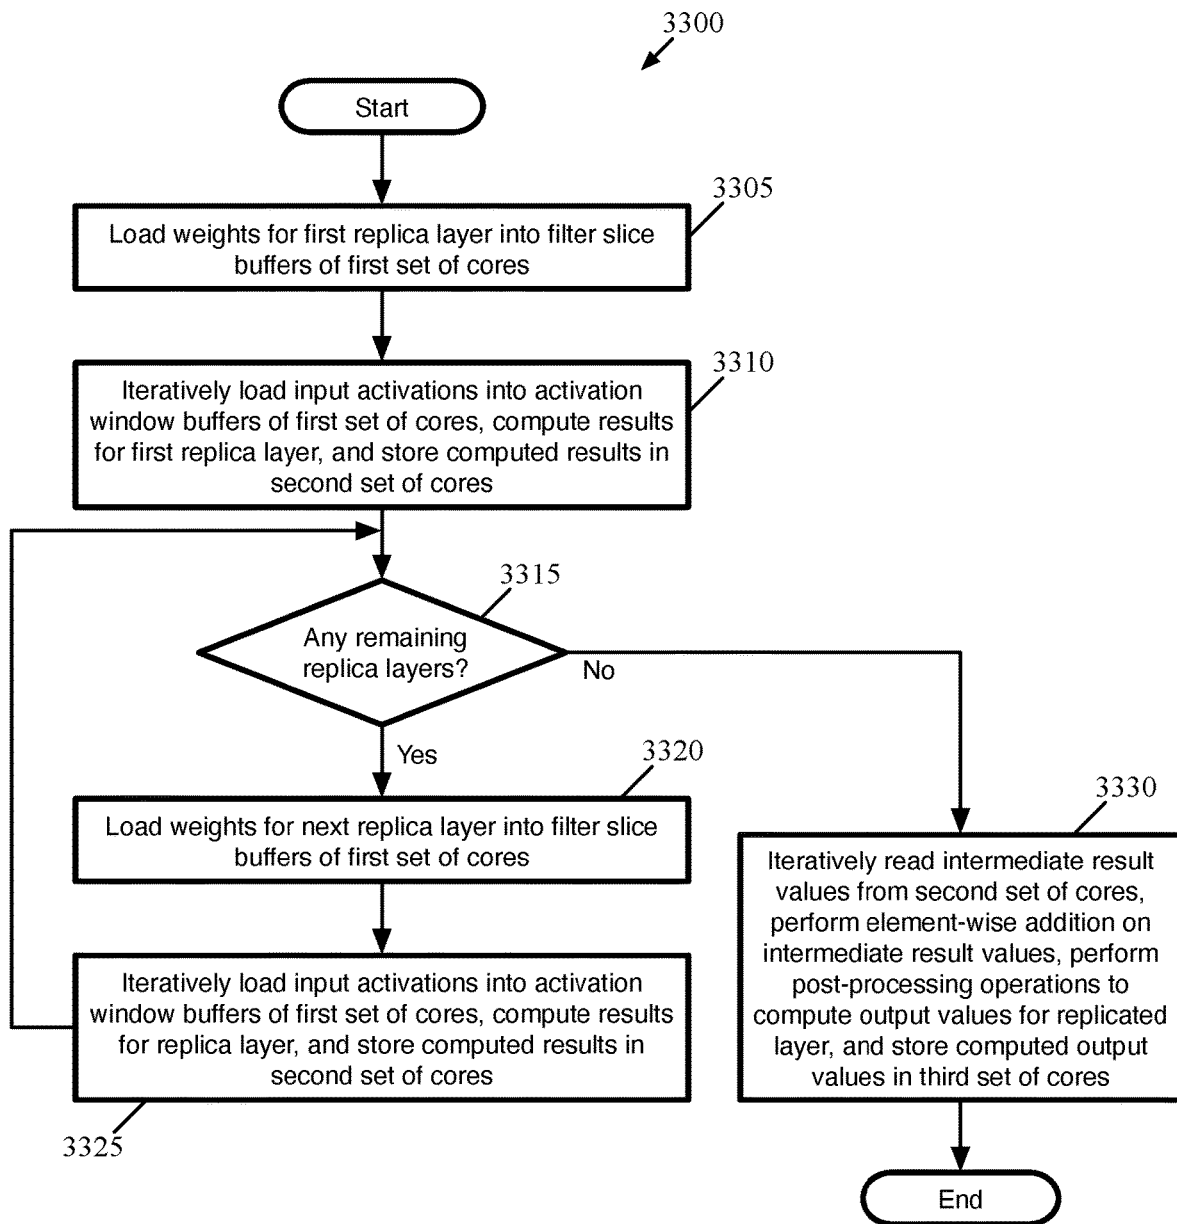 3300
Start
3305
Load weights for first replica layer into filter slice
buffers of first set of cores
3310
Iteratively load input activations into activation
window buffers of first set of cores, compute results
for first replica layer, and store computed results in
second set of cores
3315
Any remaining
replica layers?
No
Yes
3320
Load weights for next replica layer into filter slice
buffers of first set of cores
3330
Iteratively read intermediate result
values from second set of cores,
perform element-wise addition on
intermediate result values, perform
post-processing operations to
compute output values for replicated
layer, and store computed output
values in third set of cores
Iteratively load input activations into activation
window buffers of first set of cores, compute results
for replica layer, and store computed results in
second set of cores
3325
End